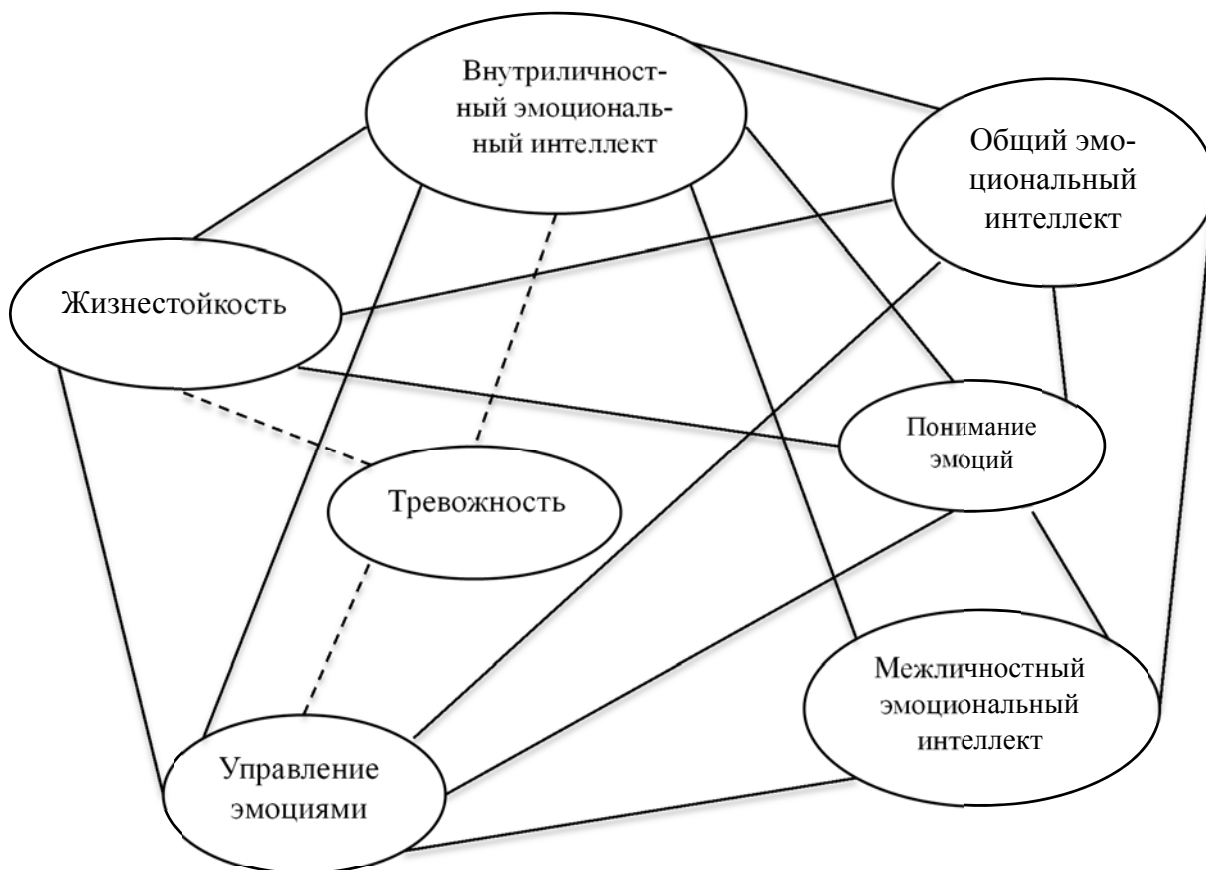 Внутриличност-
ный эмоциональ-
ный интеллект
Общий эмо-
циональный
интеллект
Жизнестойкость
Понимание
эмоций
Тревожность
Межличностный
эмоциональный
интеллект
Управление
эмоциями